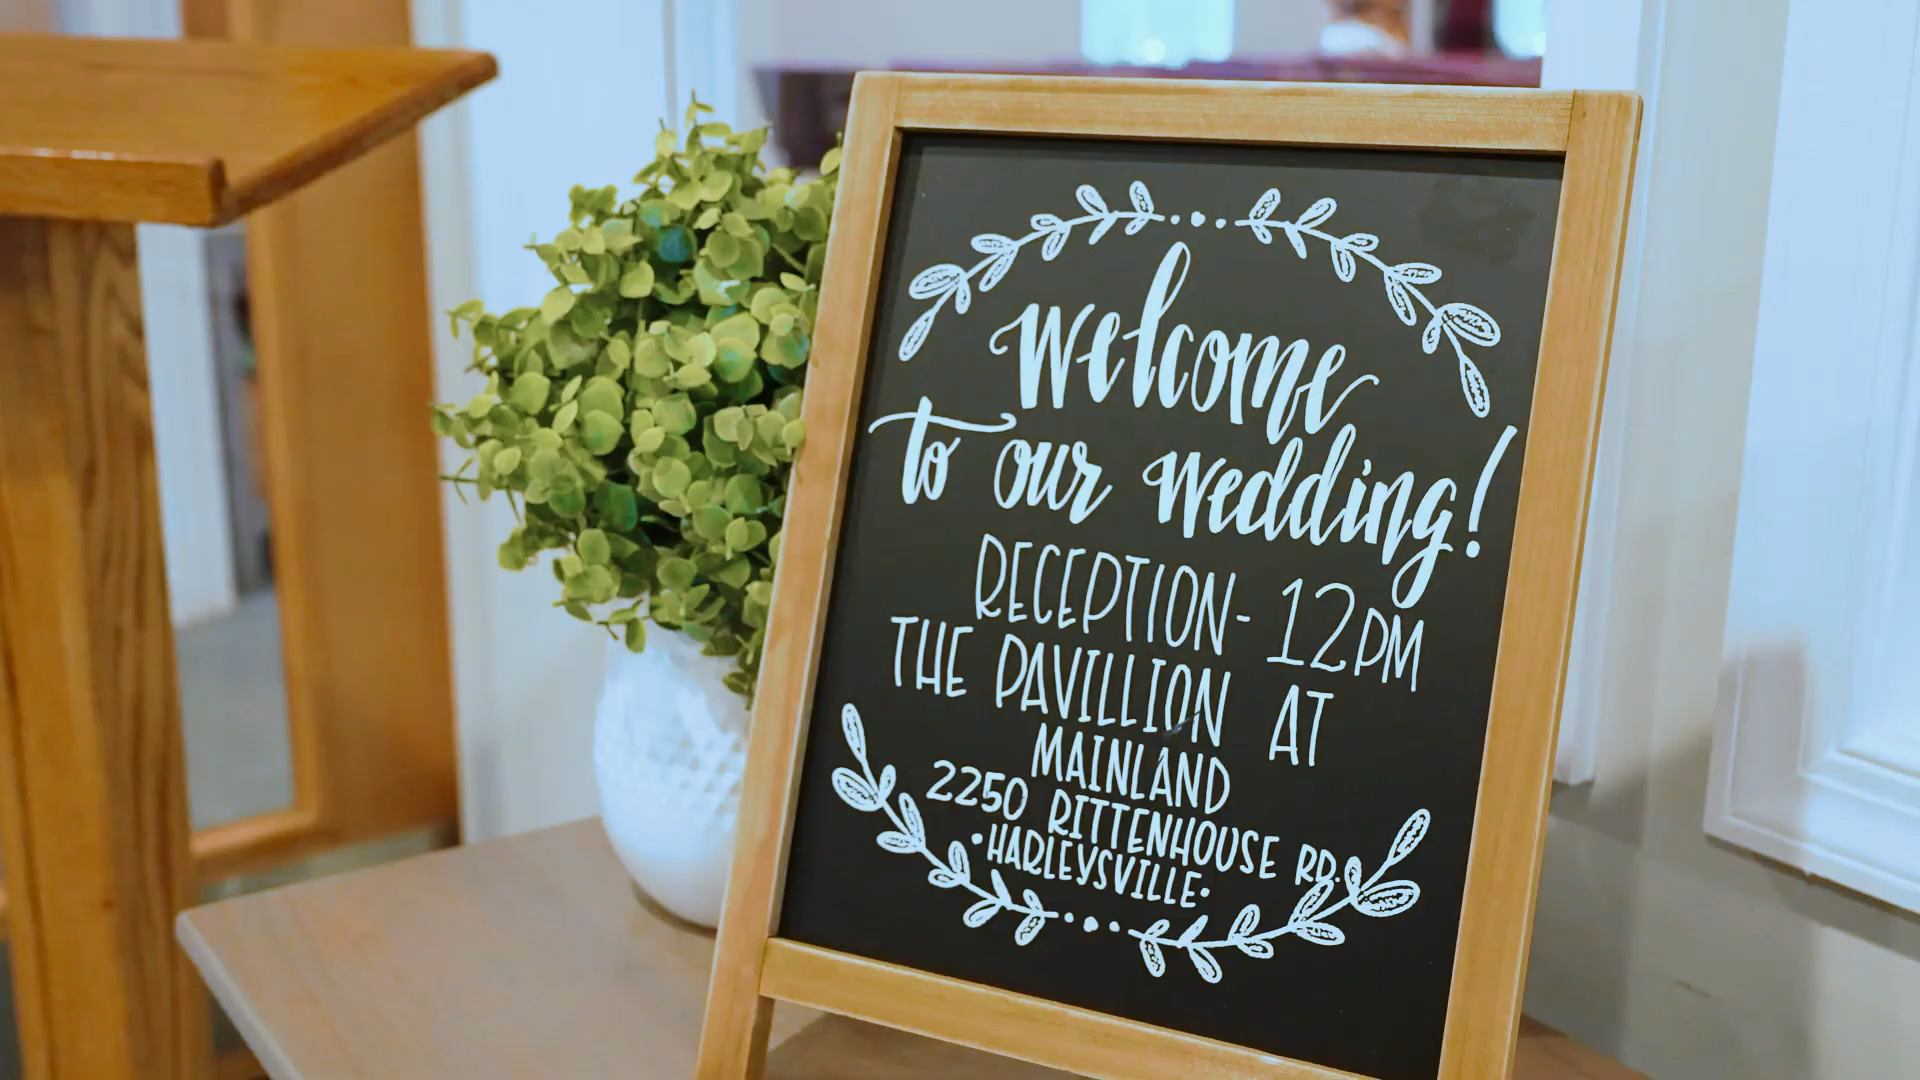 welcome
to our wedding!
RECEPTION- 12PM
THE PAVILLION AT
MAINLAND
2250 RITTENHOUSE RD.
•HARLEYSVILLE•